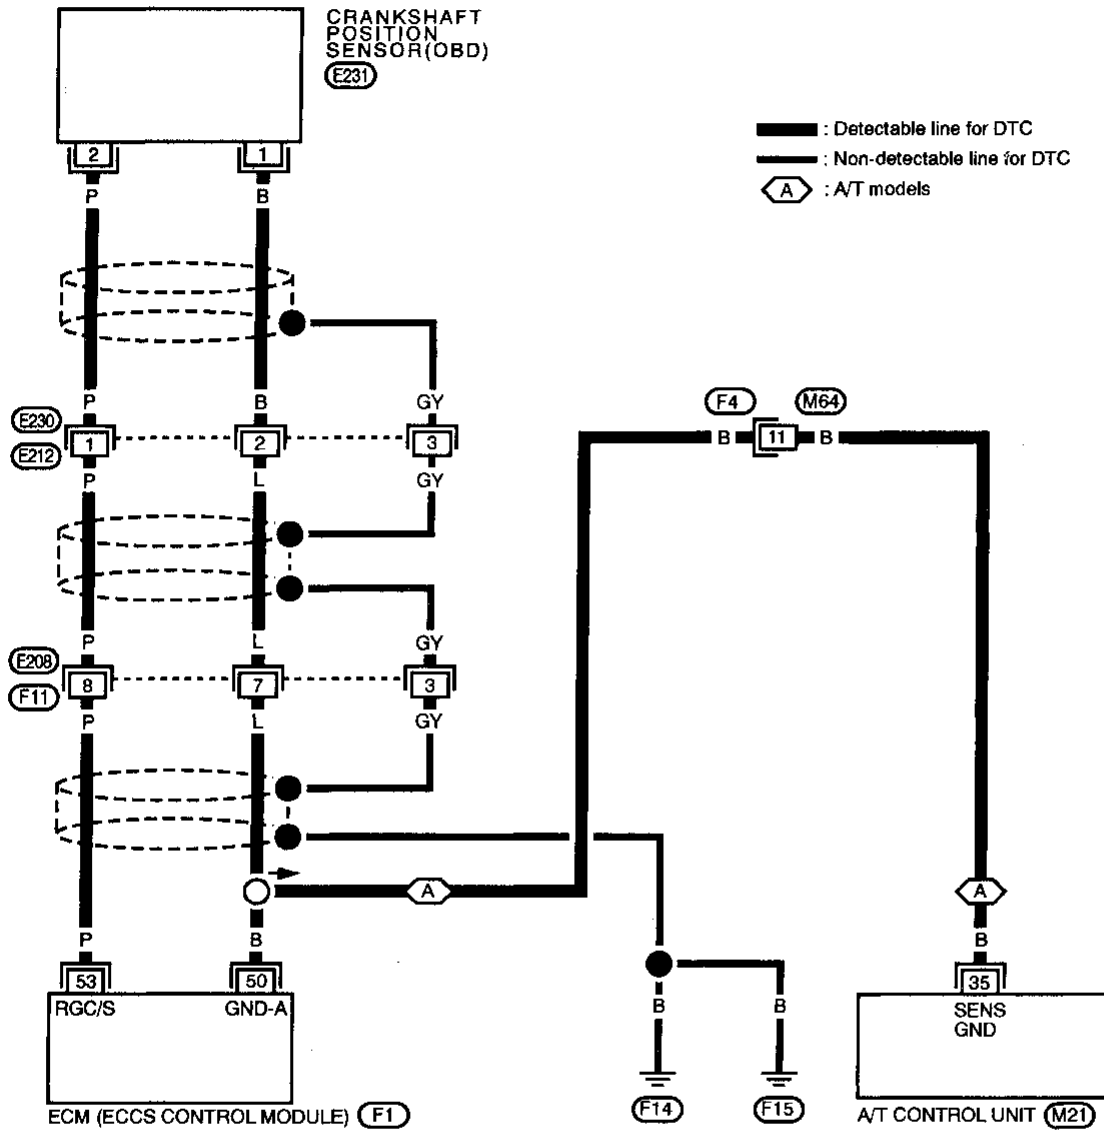 CRANKSHAFT
POSITION
SENSOR(OBD)
E231
: Detectable line for DTC
: Non-detectable line for DTC
A : A/T models
2 1
P B
P B GY
E230
E212
1 2 3
P L GY
F4 M64
B 11 B
P L GY
E208
F11
8 7 3
P L GY
A A
P B B
53 50 35
RGC/S GND-A
SENS
GND
B B
F14 F15
ECM (ECCS CONTROL MODULE) F1
A/T CONTROL UNIT M21